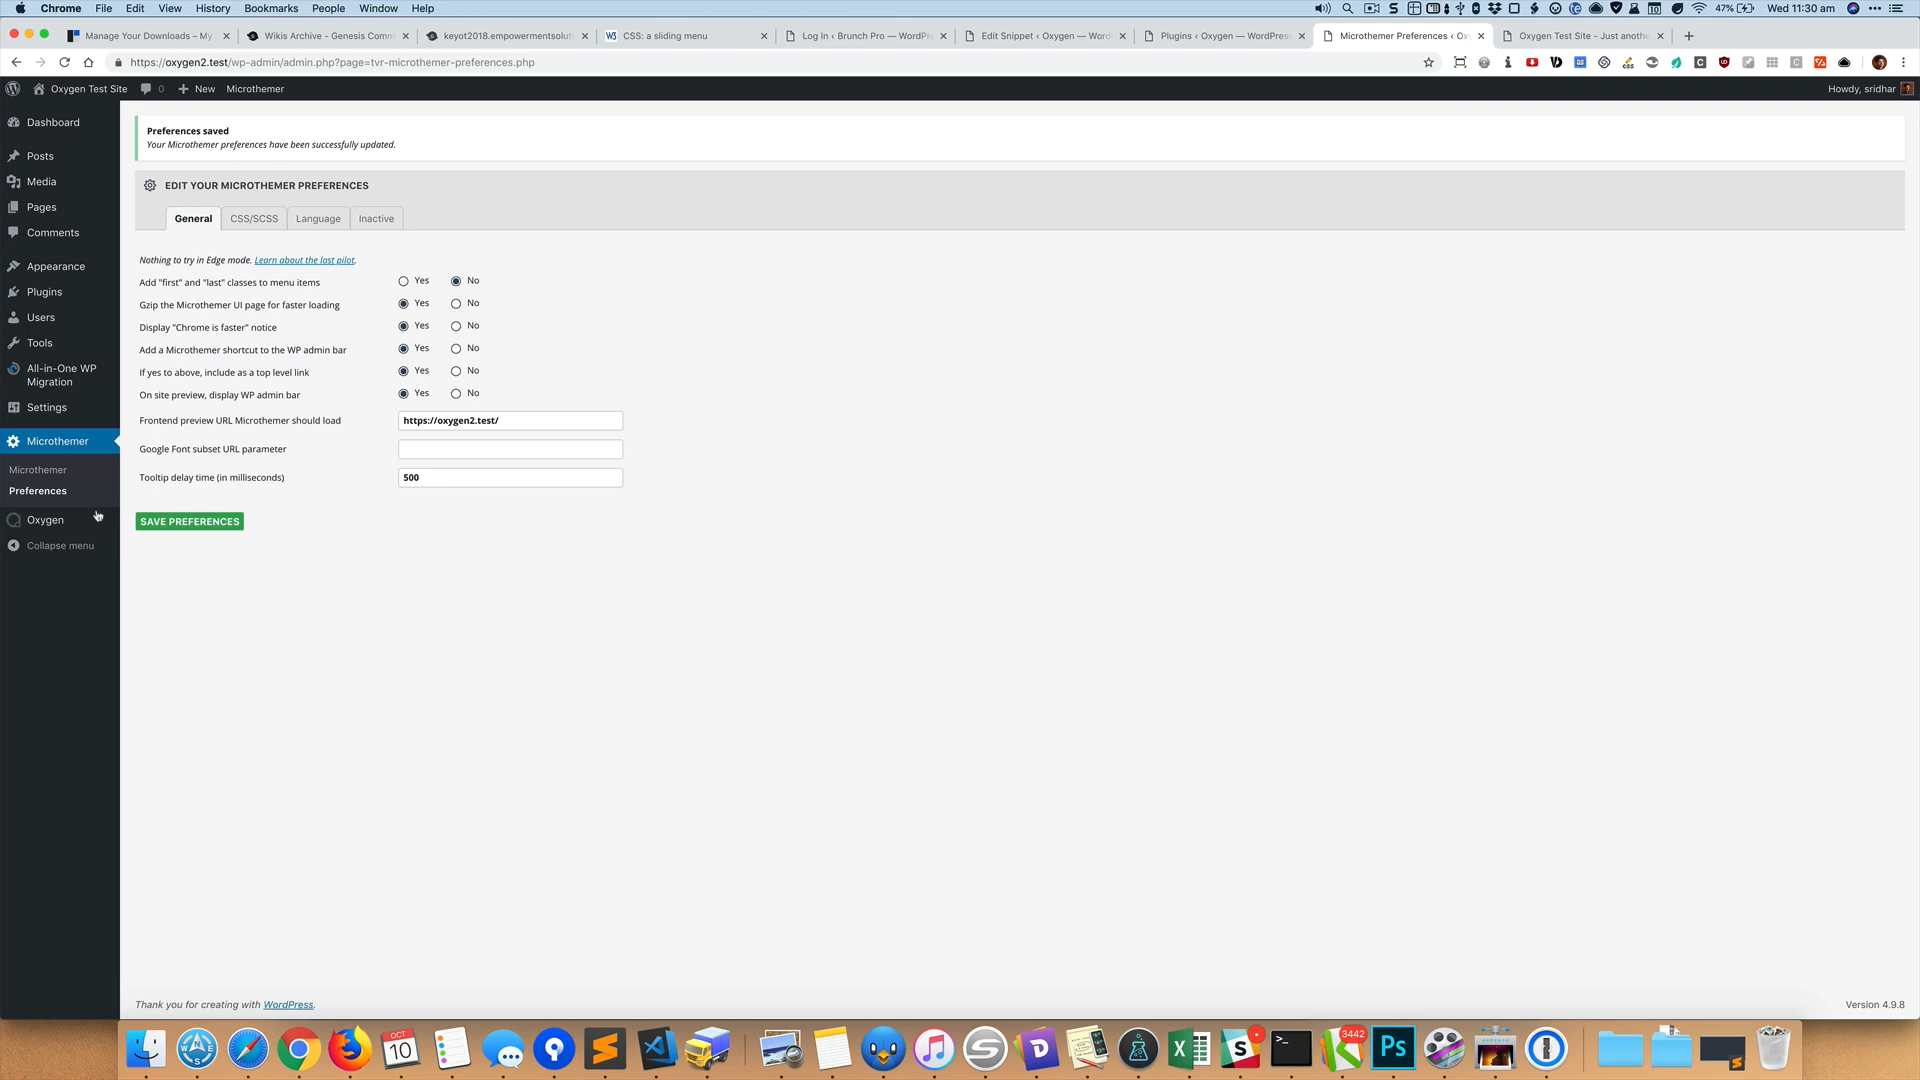 Chrome File Edit View History Bookmarks People Window Help 47% Wed 11:30 am
Manage Your Downloads – My Wikis Archive - Genesis Comm keyot2018.empowermentsolut CSS: a sliding menu Log In ‹ Brunch Pro — WordPre Edit Snippet ‹ Oxygen — Word Plugins ‹ Oxygen — WordPress Microthemer Preferences ‹ Ox Oxygen Test Site - Just anothe
https://oxygen2.test/wp-admin/admin.php?page=tvr-microthemer-preferences.php
Oxygen Test Site 0 New Microthemer Howdy, sridhar
Dashboard
Posts
Media
Pages
Comments
Appearance
Plugins
Users
Tools
All-in-One WP
Migration
Settings
Microthemer
Microthemer
Preferences
Oxygen
Collapse menu
Preferences saved
Your Microthemer preferences have been successfully updated.
EDIT YOUR MICROTHEMER PREFERENCES
General CSS/SCSS Language Inactive
Nothing to try in Edge mode. Learn about the last pilot.
Add "first" and "last" classes to menu items Yes No
Gzip the Microthemer UI page for faster loading Yes No
Display "Chrome is faster" notice Yes No
Add a Microthemer shortcut to the WP admin bar Yes No
If yes to above, include as a top level link Yes No
On site preview, display WP admin bar Yes No
Frontend preview URL Microthemer should load https://oxygen2.test/
Google Font subset URL parameter
Tooltip delay time (in milliseconds) 500
SAVE PREFERENCES
Thank you for creating with WordPress.
Version 4.9.8
OCT
10
3442
Ps